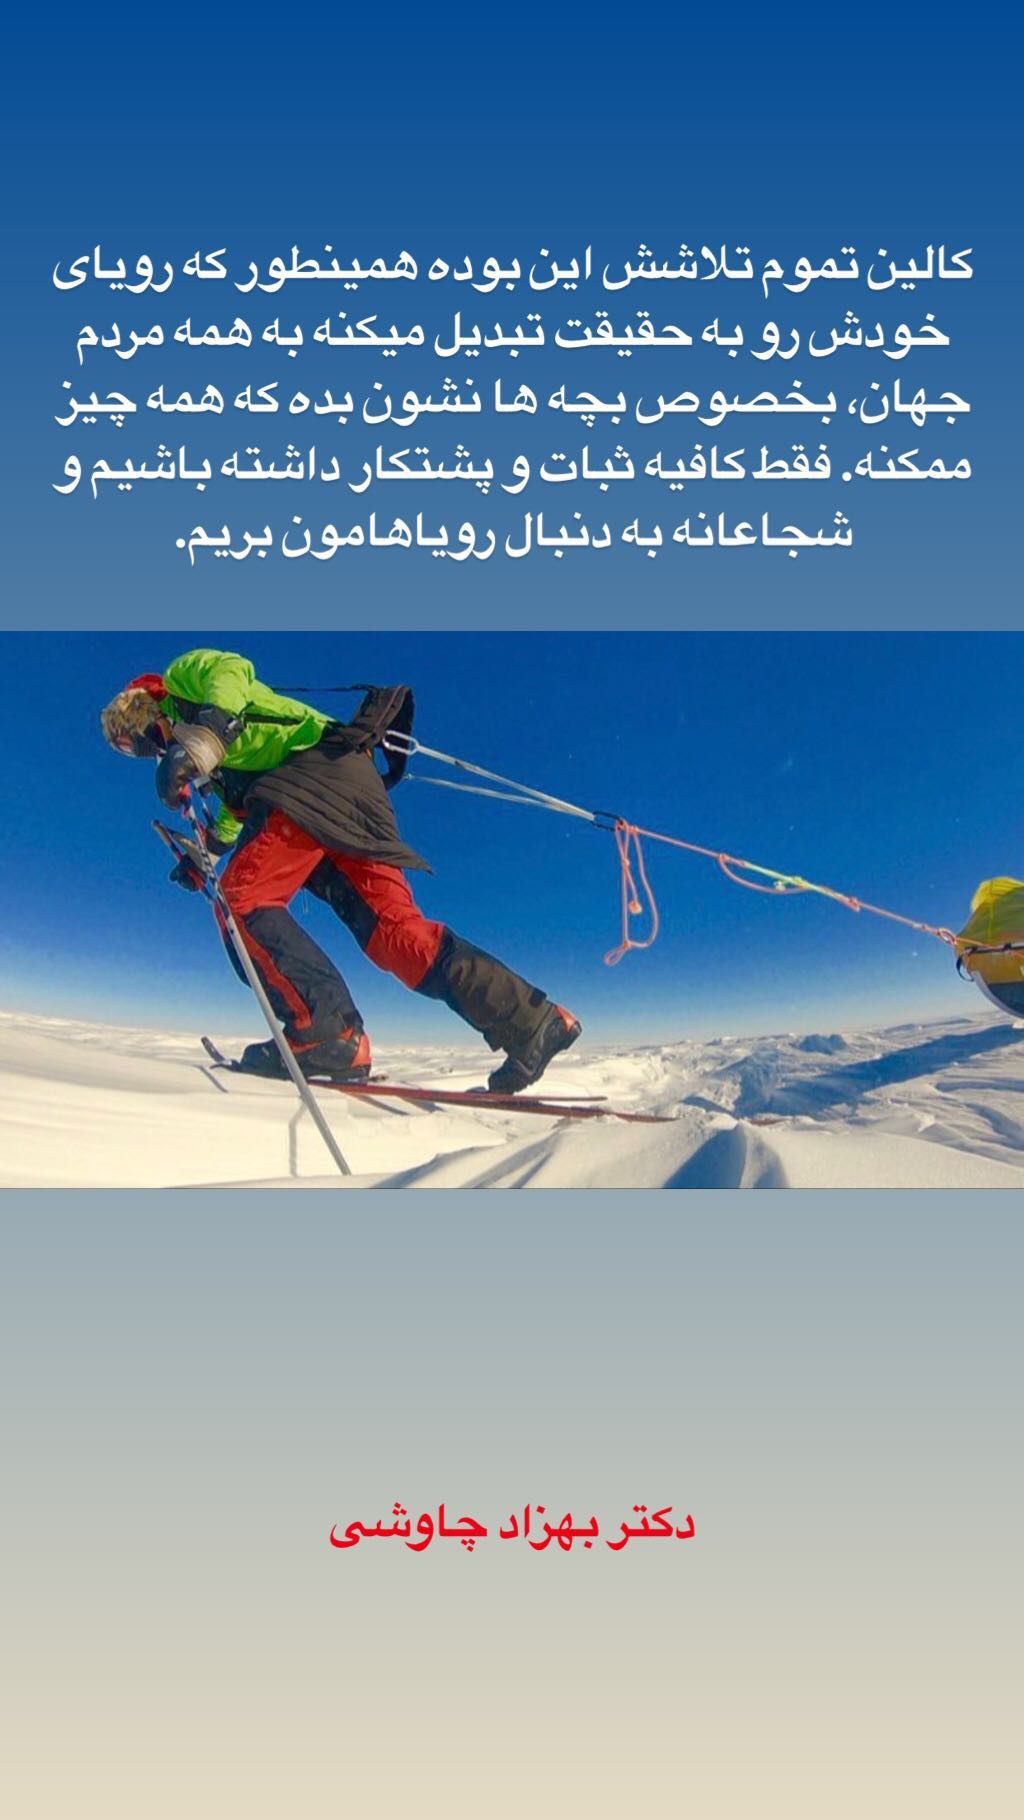 کالین تموم تلاشش این بوده همینطور که رویای
خودش رو به حقیقت تبدیل میکنه به همه مردم
جهان، بخصوص بچه ها نشون بده که همه چیز
ممکنه. فقط کافیه ثبات و پشتکار داشته باشیم و
شجاعانه به دنبال رویاهامون بریم.
دکتر بهزاد چاوشی